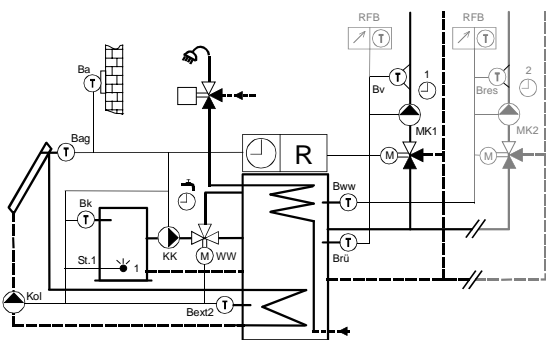 RFB
RFB
Ba
T
T
T
1
2
Bv
T
T
Bres
MK1
MK2
Bag
T
R
M
M
Bk
T
Bww
T
KK
M
WW
Brü
T
St.1
1
Kol
Bext2
T